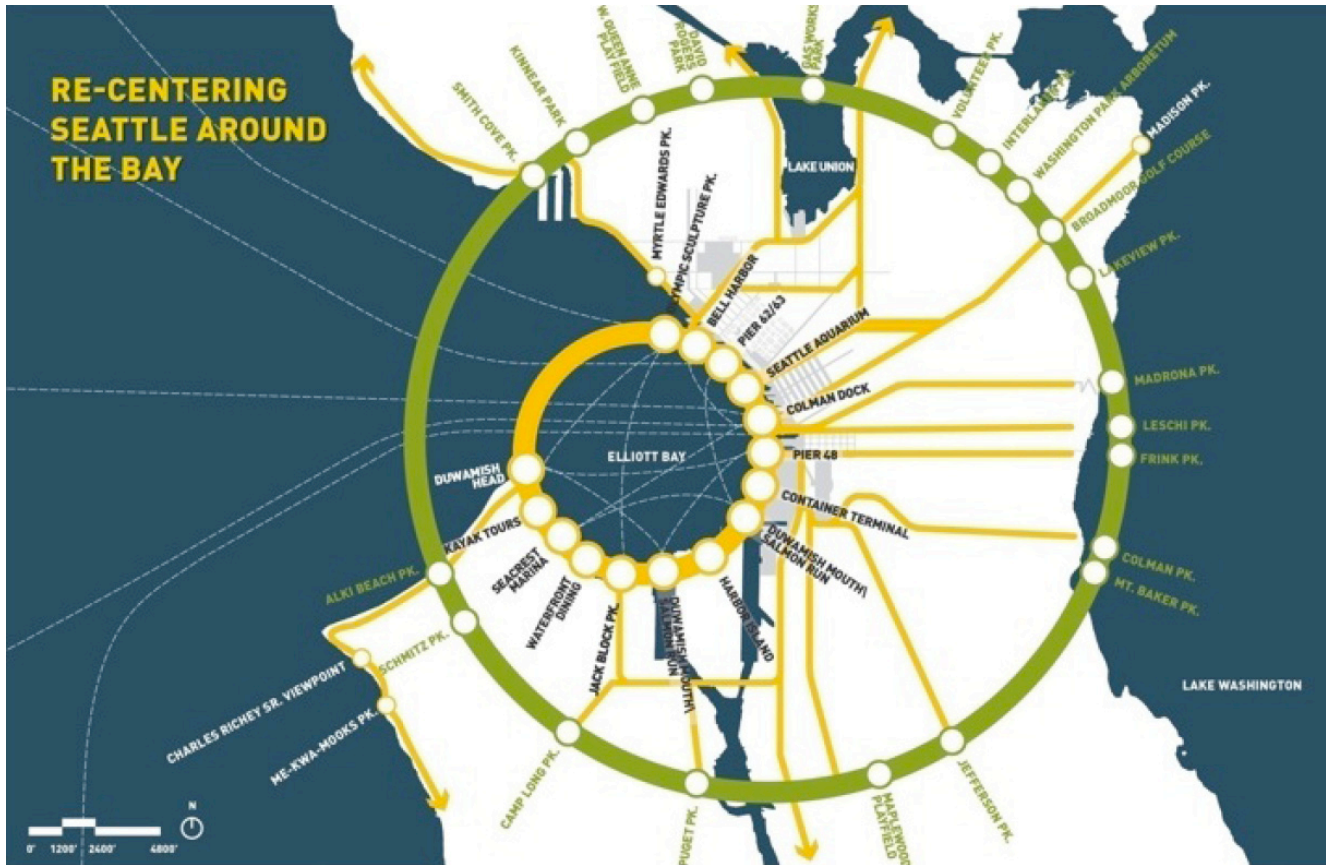 RE-CENTERING
SEATTLE AROUND
THE BAY
SMITH COVE PK.
KINNEAR PARK
W. QUEEN ANNE
PLAYFIELD
DAVID
RODGERS
PARK
GAS WORKS
PARK
VOLUNTEER PK.
WASHINGTON PARK ARBORETUM
MADISON PK.
BROADMOOR GOLF COURSE
LAKEVIEW PK.
MADRONA PK.
LESCHI PK.
FRINK PK.
COLMAN PK.
MT. BAKER PK.
LAKE WASHINGTON
LAKE UNION
MYRTLE EDWARDS PK.
OLYMPIC SCULPTURE PK.
BELL HARBOR
PIER 62/63
SEATTLE AQUARIUM
COLMAN DOCK
PIER 48
CONTAINER TERMINAL
DUWAMISH MOUTH\
SALMON RUN
HARBOR ISLAND
DUWAMISH MOUTH\
SALMON RUN
JACK BLOCK PK.
WATERFRONT
DINING
SEACREST
MARINA
KAYAK TOURS
DUWAMISH
HEAD
ELLIOTT BAY
ALKI BEACH PK.
SCHMITZ PK.
CHARLES RICHEY SR. VIEWPOINT
ME-KWA-MOOKS PK.
CAMP LONG PK.
PUGET PK.
MAPLEWOOD
PLAYFIELD
JEFFERSON PK.
N
0' 1200' 2400' 4800'